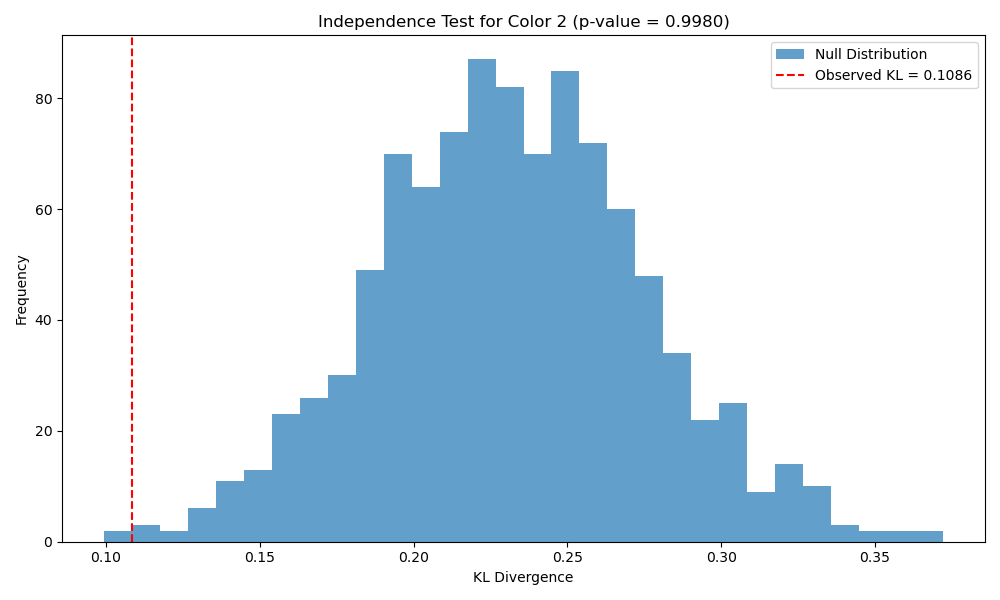 Independence Test for Color 2 (p-value = 0.9980)
Null Distribution
Observed KL = 0.1086
Frequency
80
60
40
20
0
0.10 0.15 0.20 0.25 0.30 0.35
KL Divergence